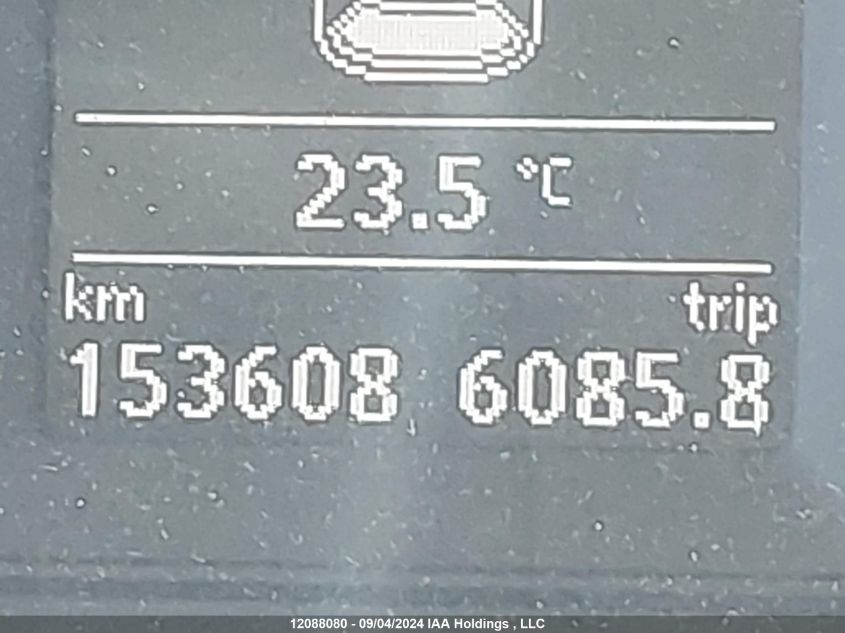 23.5 °C
km trip
153608 6085.8
12088080 - 09/04/2024 IAA Holdings , LLC